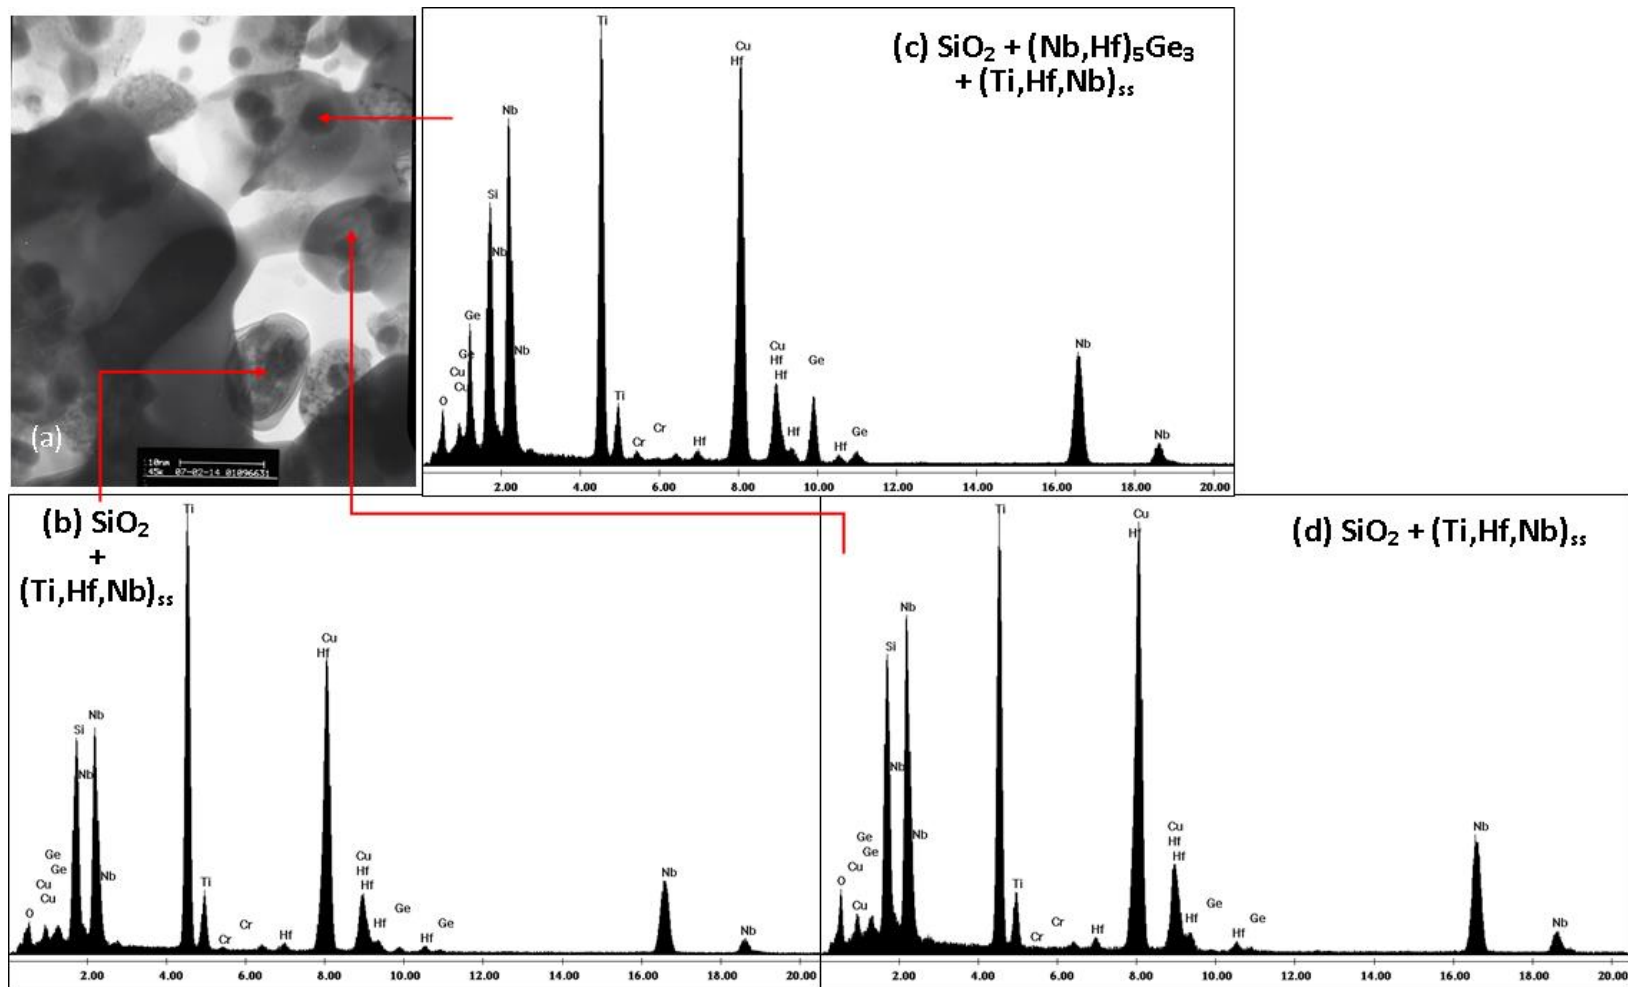 (a)
10nm
45k 07-02-14 01096631
(c) SiO₂ + (Nb,Hf)₅Ge₃
+ (Ti,Hf,Nb)ₛₛ
Ti
Cu
Hf
Nb
Si
Nb
Ge
Ge
Nb
Cu
Cu
O
Ti
Cr
Cr
Hf
Cu
Hf
Hf
Hf
Ge
Hf
Ge
Nb
Nb
2.00 4.00 6.00 8.00 10.00 12.00 14.00 16.00 18.00 20.00
(b) SiO₂
+
(Ti,Hf,Nb)ₛₛ
Ti
Cu
Hf
Nb
Si
Nb
Ge
Ge
Nb
Cu
Cu
O
Ti
Cr
Cr
Hf
Cu
Hf
Hf
Hf
Ge
Hf
Ge
Nb
Nb
2.00 4.00 6.00 8.00 10.00 12.00 14.00 16.00 18.00 20.00
(d) SiO₂ + (Ti,Hf,Nb)ₛₛ
Ti
Cu
Hf
Nb
Si
Nb
Ge
Ge
Nb
Cu
Cu
O
Ti
Cr
Cr
Hf
Cu
Hf
Hf
Hf
Ge
Hf
Ge
Nb
Nb
2.00 4.00 6.00 8.00 10.00 12.00 14.00 16.00 18.00 20.00